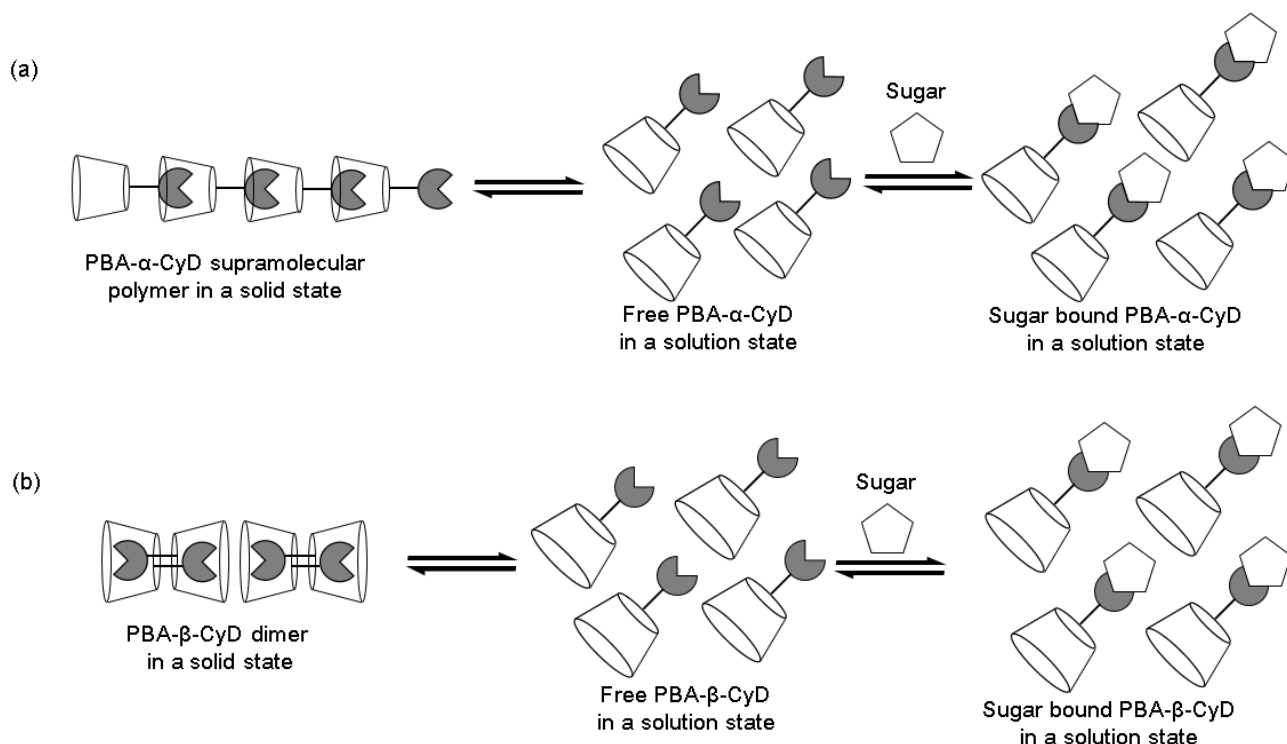 (a)
Sugar
PBA-α-CyD supramolecular
polymer in a solid state
Free PBA-α-CyD
in a solution state
Sugar bound PBA-α-CyD
in a solution state
(b)
Sugar
PBA-β-CyD dimer
in a solid state
Free PBA-β-CyD
in a solution state
Sugar bound PBA-β-CyD
in a solution state